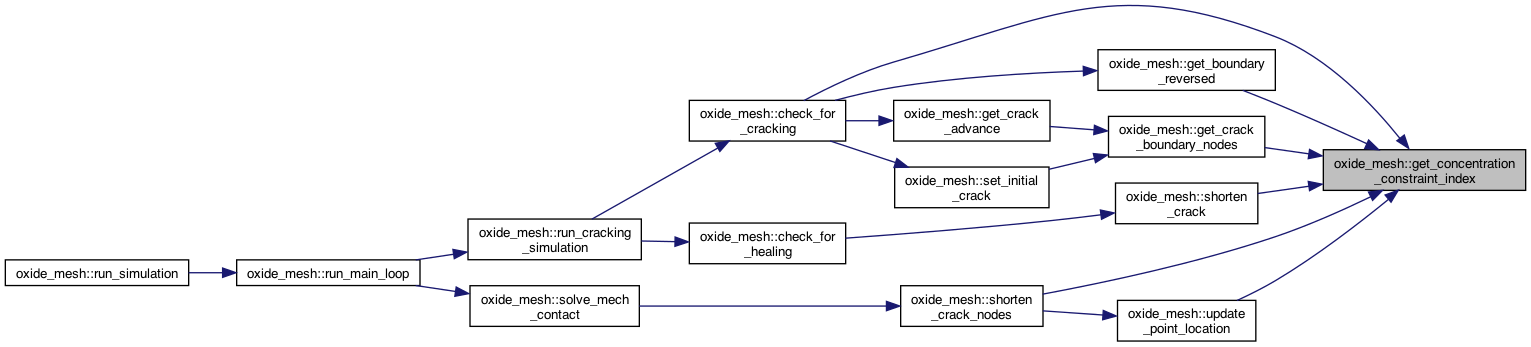 oxide_mesh::run_simulation
oxide_mesh::run_main_loop
oxide_mesh::run_cracking
_simulation
oxide_mesh::solve_mech
_contact
oxide_mesh::check_for
_cracking
oxide_mesh::check_for
_healing
oxide_mesh::get_crack
_advance
oxide_mesh::set_initial
_crack
oxide_mesh::shorten
_crack_nodes
oxide_mesh::get_boundary
_reversed
oxide_mesh::get_crack
_boundary_nodes
oxide_mesh::shorten
_crack
oxide_mesh::update
_point_location
oxide_mesh::get_concentration
_constraint_index